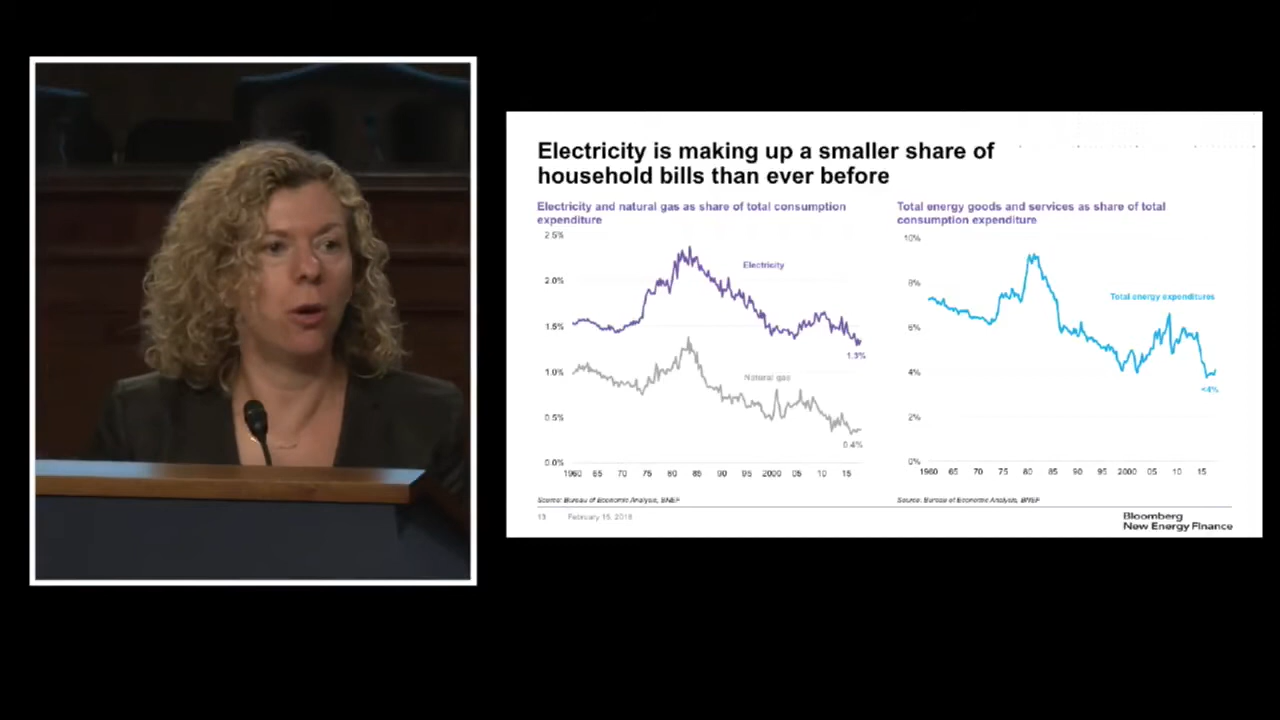 Electricity is making up a smaller share of
household bills than ever before
Electricity and natural gas as share of total consumption
expenditure
2.5%
2.0%
1.5%
1.0%
0.5%
0.0%
Electricity
1.3%
Natural gas
0.4%
1960 65 70 75 80 85 90 95 2000 05 10 15
Source: Bureau of Economic Analysis, BNEF
Total energy goods and services as share of total
consumption expenditure
10%
8%
6%
4%
2%
0%
Total energy expenditures
<4%
1960 65 70 75 80 85 90 95 2000 05 10 15
Source: Bureau of Economic Analysis, BNEF
13 February 15, 2018
Bloomberg
New Energy Finance